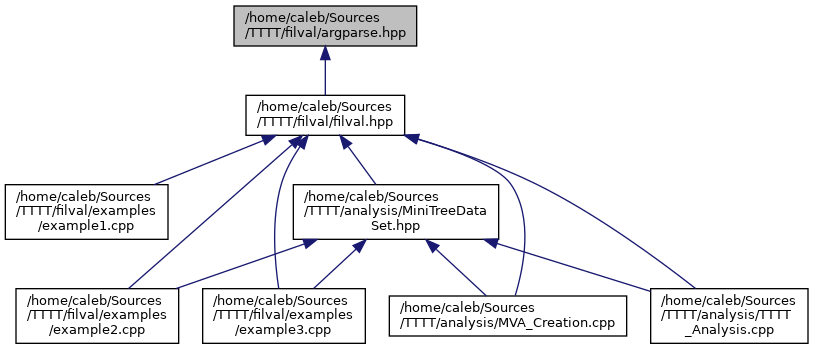 /home/caleb/Sources
/TTTT/filval/argparse.hpp
/home/caleb/Sources
/TTTT/filval/filval.hpp
/home/caleb/Sources
/TTTT/filval/examples
/example1.cpp
/home/caleb/Sources
/TTTT/analysis/MiniTreeData
Set.hpp
/home/caleb/Sources
/TTTT/filval/examples
/example2.cpp
/home/caleb/Sources
/TTTT/filval/examples
/example3.cpp
/home/caleb/Sources
/TTTT/analysis/MVA_Creation.cpp
/home/caleb/Sources
/TTTT/analysis/TTTT
_Analysis.cpp